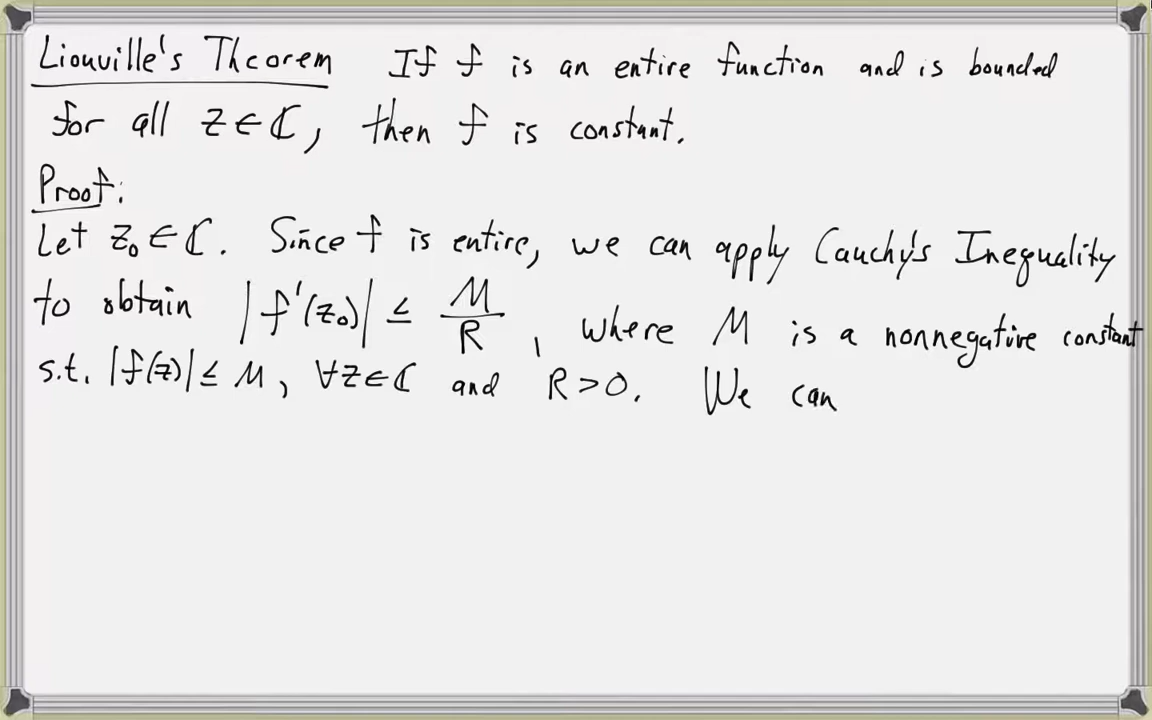 Liouville's Theorem If f is an entire function and is bounded
for all z ∈ ℂ, then f is constant.
Proof:
Let z₀ ∈ ℂ. Since f is entire, we can apply Cauchy's Inequality
to obtain |f'(z₀)| ≤ M/R, where M is a nonnegative constant
s.t. |f(z)| ≤ M, ∀z ∈ ℂ and R > 0. We can